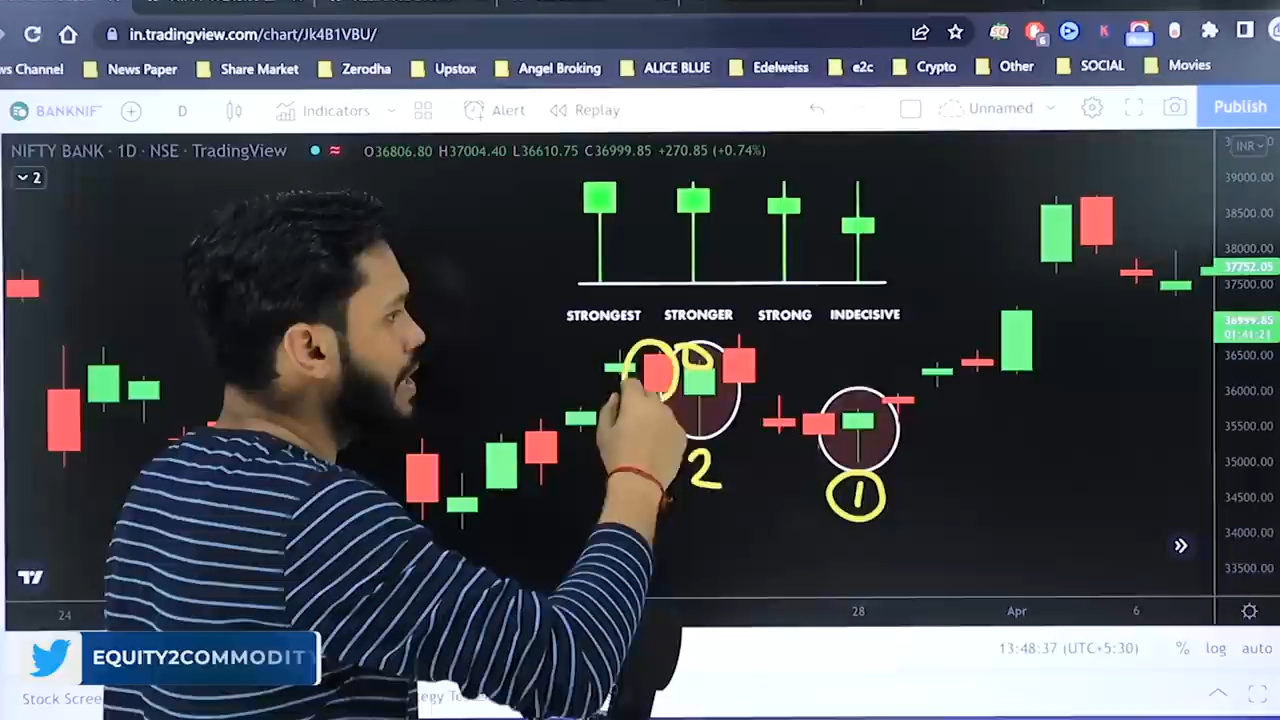 in.tradingview.com/chart/Jk4B1VBU/
6
ws Channel News Paper Share Market Zerodha Upstox Angel Broking ALICE BLUE Edelweiss e2c Crypto Other SOCIAL Movies
BANKNIF D Indicators Alert Replay Unnamed Publish
NIFTY BANK · 1D · NSE · TradingView O36806.80 H37004.40 L36610.75 C36999.85 +270.85 (+0.74%)
INR
2
39000.00
38500.00
38000.00
37752.05
37500.00
STRONGEST STRONGER STRONG INDECISIVE
36999.85
01:41:21
36500.00
36000.00
35500.00
35000.00
2
1
34500.00
34000.00
33500.00
24 28 Apr 6
EQUITY2COMMODIT
13:48:37 (UTC+5:30) % log auto
Stock Scree